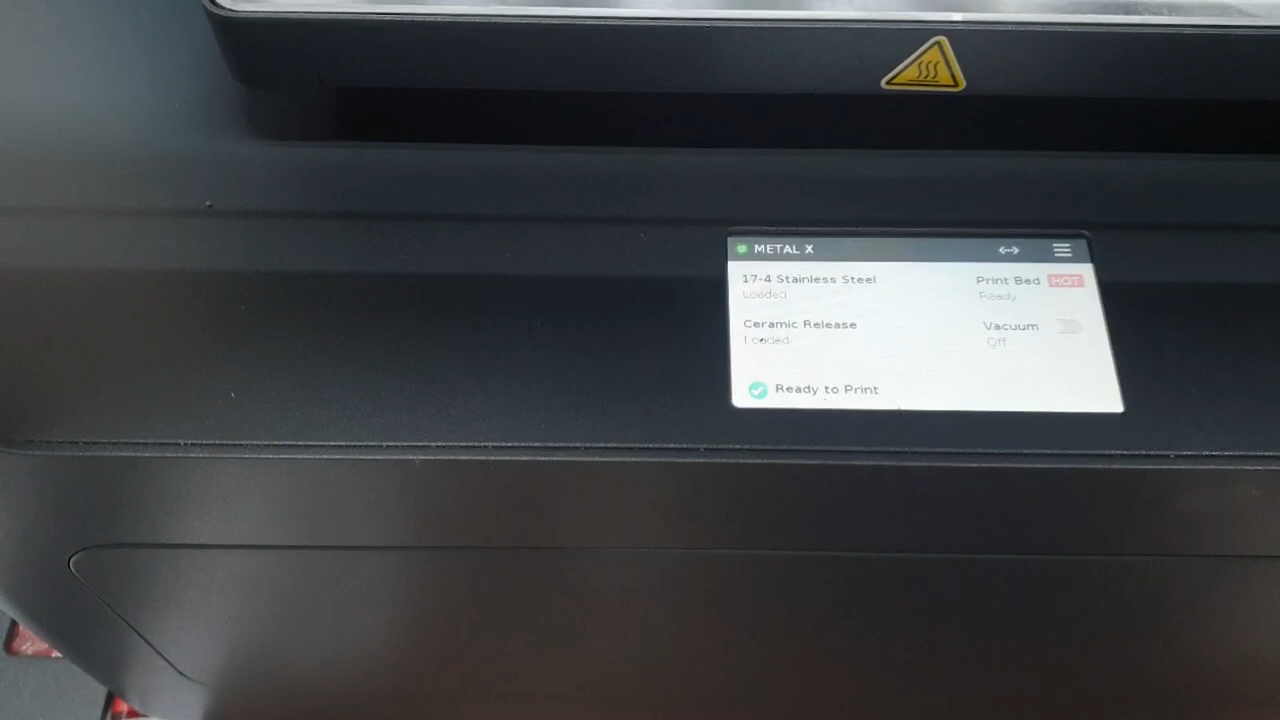 METAL X
17-4 Stainless Steel
Loaded
Print Bed HOT
Ready
Ceramic Release
Loaded
Vacuum
Off
Ready to Print